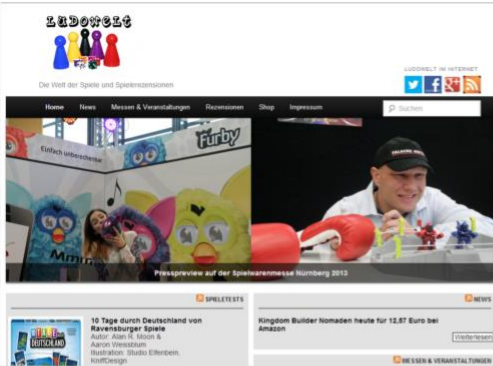 LUDOWELT
Die Welt der Spiele und Spielerezensionen
LUDOWELT IM INTERNET
Home News Messen & Veranstaltungen Rezensionen Shop Impressum
Suchen
Einfach unberechenbar
Furby
Mmm
Presspreview auf der Spielwarenmesse Nürnberg 2013
SPIELETESTS
10 Tage durch Deutschland von
Ravensburger Spiele
Autor: Alan R. Moon &
Aaron Weissblum
Illustration: Studio Elfenbein,
KniffDesign
DEUTSCHLAND
NEWS
Kingdom Builder Nomaden heute für 12,87 Euro bei
Amazon
Weiterlesen
MESSEN & VERANSTALTUNGEN